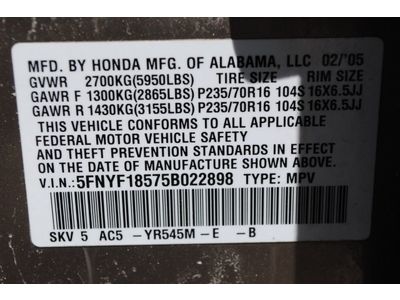 MFD. BY HONDA MFG. OF ALABAMA, LLC 02/'05
GVWR 2700KG(5950LBS) TIRE SIZE RIM SIZE
GAWR F 1300KG(2865LBS) P235/70R16 104S 16X6.5JJ
GAWR R 1430KG(3155LBS) P235/70R16 104S 16X6.5JJ
THIS VEHICLE CONFORMS TO ALL APPLICABLE
FEDERAL MOTOR VEHICLE SAFETY AND THEFT
PREVENTION STANDARDS IN EFFECT ON THE
DATE OF MANUFACTURE SHOWN ABOVE.
V.I.N.: 5FNYF18575B022898 TYPE: MPV
SKV 5 AC5 -YR545M -E -B